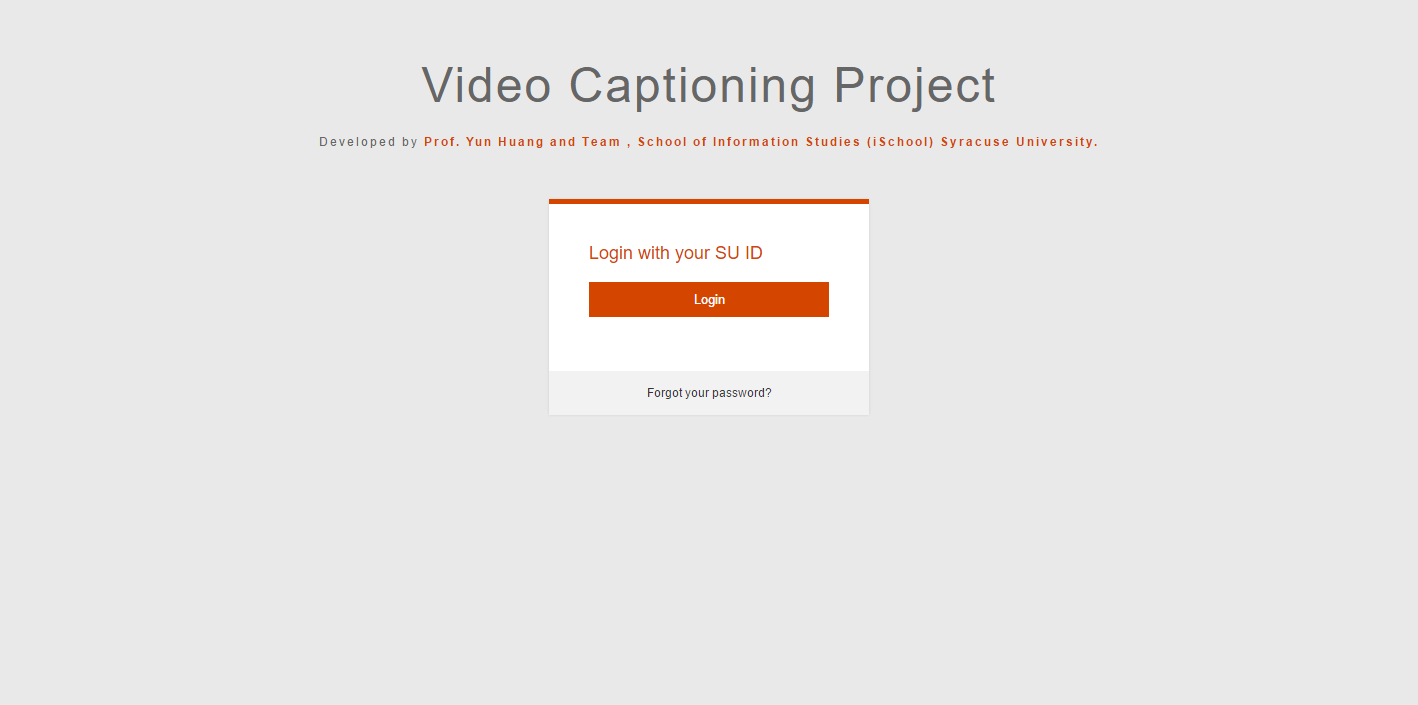 Video Captioning Project
Developed by Prof. Yun Huang and Team , School of Information Studies (iSchool) Syracuse University.
Login with your SU ID
Login
Forgot your password?